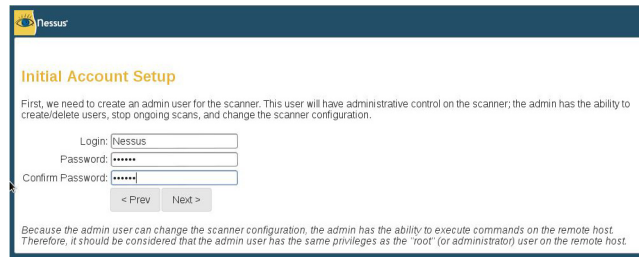 Nessus
Initial Account Setup
First, we need to create an admin user for the scanner. This user will have administrative control on the scanner; the admin has the ability to
create/delete users, stop ongoing scans, and change the scanner configuration.
Login: Nessus
Password: ••••••
Confirm Password: ••••••
< Prev Next >
Because the admin user can change the scanner configuration, the admin has the ability to execute commands on the remote host.
Therefore, it should be considered that the admin user has the same privileges as the "root" (or administrator) user on the remote host.